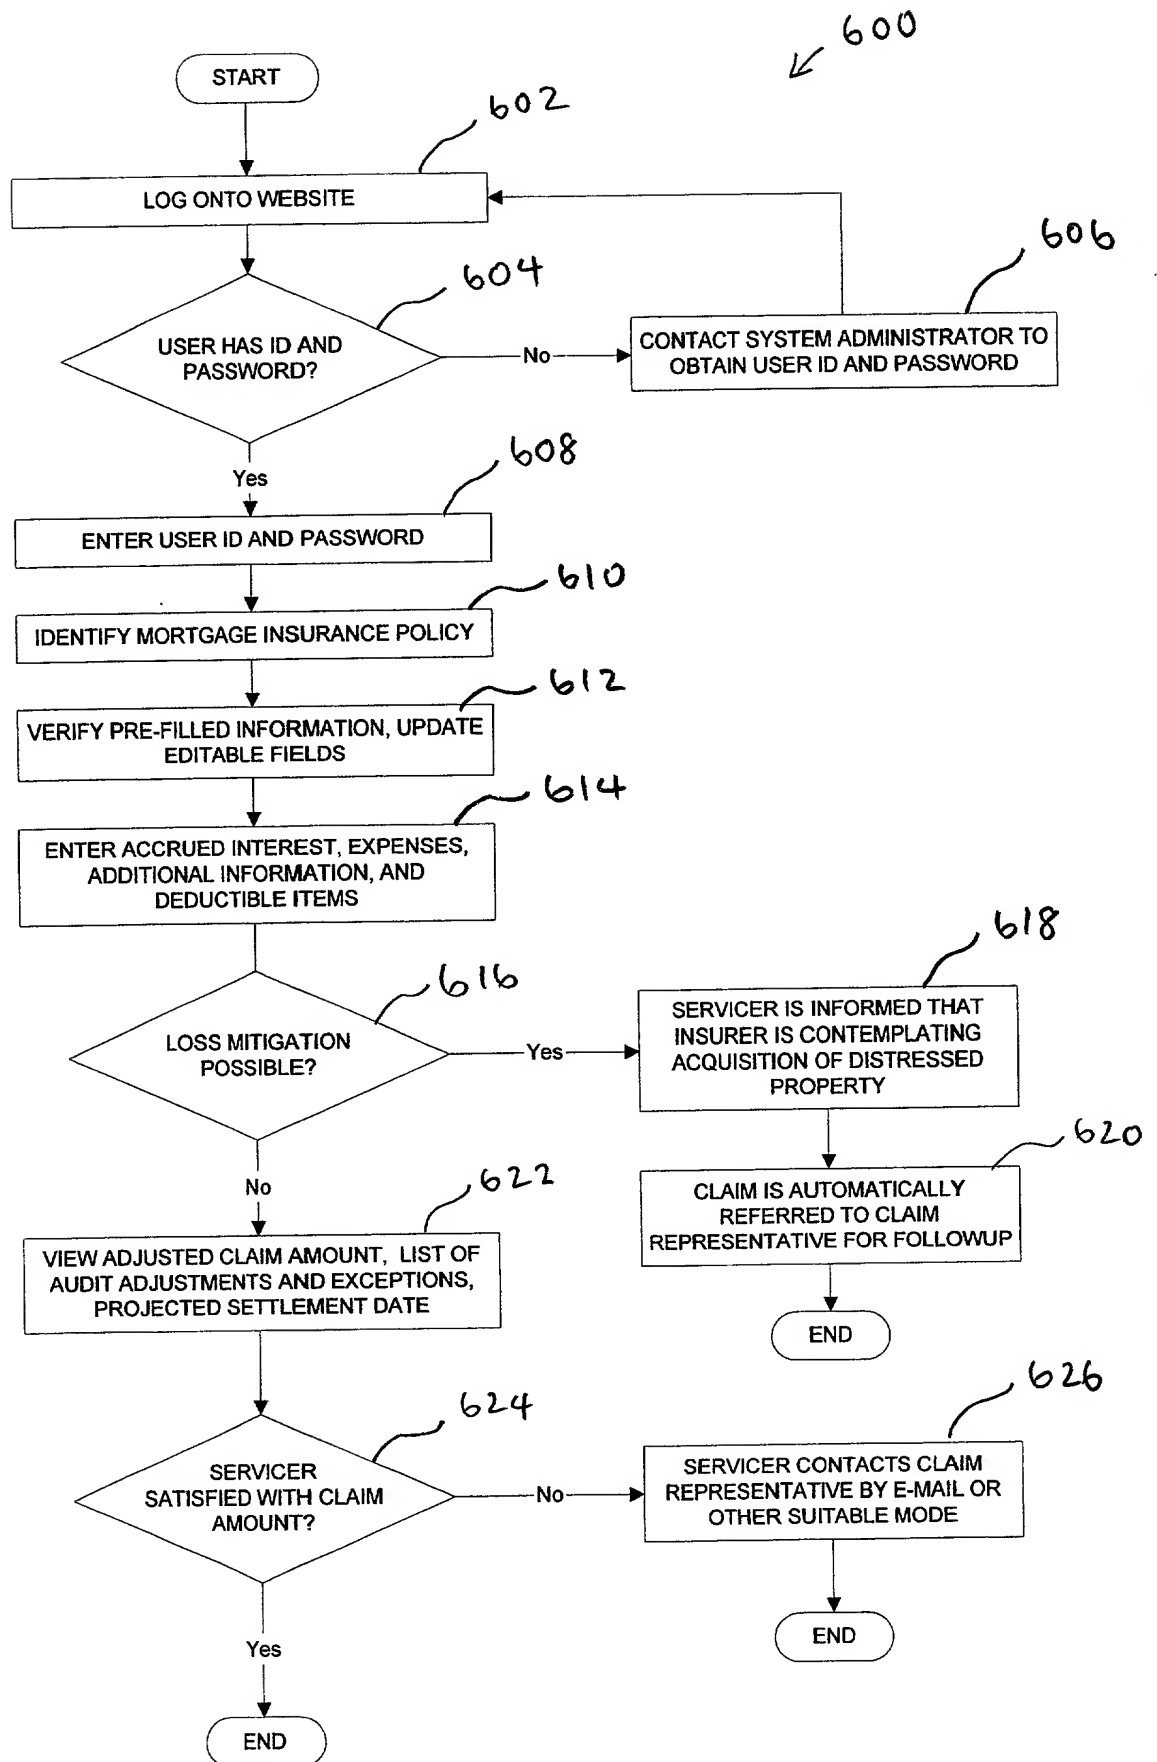 600
START
602
LOG ONTO WEBSITE
606
604
USER HAS ID AND
PASSWORD?
No
CONTACT SYSTEM ADMINISTRATOR TO
OBTAIN USER ID AND PASSWORD
608
Yes
ENTER USER ID AND PASSWORD
610
IDENTIFY MORTGAGE INSURANCE POLICY
612
VERIFY PRE-FILLED INFORMATION, UPDATE
EDITABLE FIELDS
614
ENTER ACCRUED INTEREST, EXPENSES,
ADDITIONAL INFORMATION, AND
DEDUCTIBLE ITEMS
618
616
LOSS MITIGATION
POSSIBLE?
Yes
SERVICER IS INFORMED THAT
INSURER IS CONTEMPLATING
ACQUISITION OF DISTRESSED
PROPERTY
620
No
CLAIM IS AUTOMATICALLY
REFERRED TO CLAIM
REPRESENTATIVE FOR FOLLOWUP
622
VIEW ADJUSTED CLAIM AMOUNT, LIST OF
AUDIT ADJUSTMENTS AND EXCEPTIONS,
PROJECTED SETTLEMENT DATE
END
626
624
SERVICER
SATISFIED WITH CLAIM
AMOUNT?
No
SERVICER CONTACTS CLAIM
REPRESENTATIVE BY E-MAIL OR
OTHER SUITABLE MODE
Yes
END
END